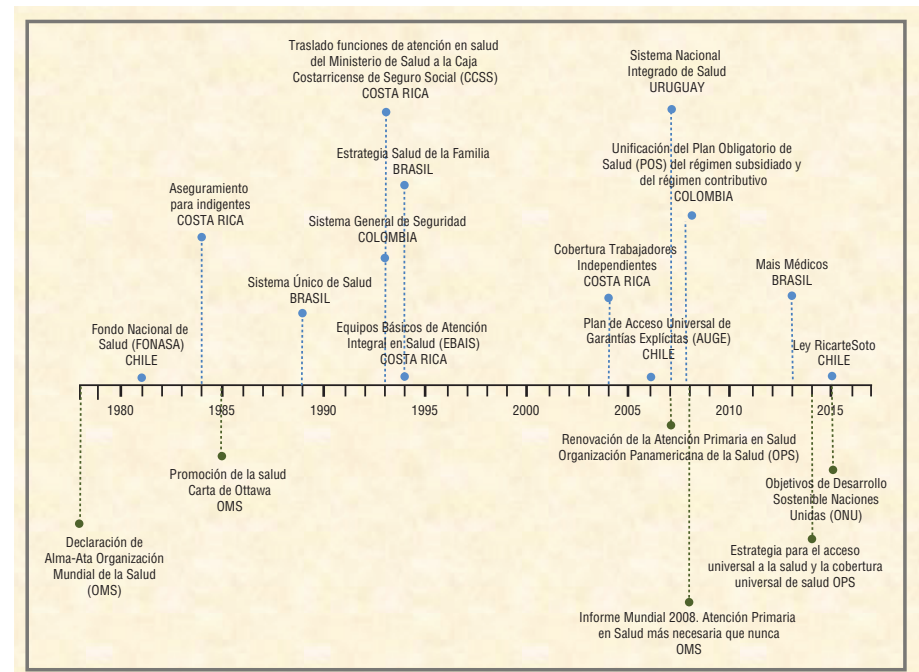 Traslado funciones de atención en salud
del Ministerio de Salud a la Caja
Costarricense de Seguro Social (CCSS)
COSTA RICA
Sistema Nacional
Integrado de Salud
URUGUAY
Estrategia Salud de la Familia
BRASIL
Unificación del Plan Obligatorio de
Salud (POS) del régimen subsidiado y
del régimen contributivo
COLOMBIA
Aseguramiento
para indigentes
COSTA RICA
Sistema General de Seguridad
COLOMBIA
Cobertura Trabajadores
Independientes
COSTA RICA
Mais Médicos
BRASIL
Sistema Único de Salud
BRASIL
Fondo Nacional de
Salud (FONASA)
CHILE
Equipos Básicos de Atención
Integral en Salud (EBAIS)
COSTA RICA
Plan de Acceso Universal de
Garantías Explícitas (AUGE)
CHILE
Ley RicarteSoto
CHILE
1980 1985 1990 1995 2000 2005 2010 2015
Renovación de la Atención Primaria en Salud
Organización Panamericana de la Salud (OPS)
Promoción de la salud
Carta de Ottawa
OMS
Objetivos de Desarrollo
Sostenible Naciones
Unidas (ONU)
Declaración de
Alma-Ata Organización
Mundial de la Salud
(OMS)
Estrategia para el acceso
universal a la salud y la cobertura
universal de salud OPS
Informe Mundial 2008. Atención Primaria
en Salud más necesaria que nunca
OMS